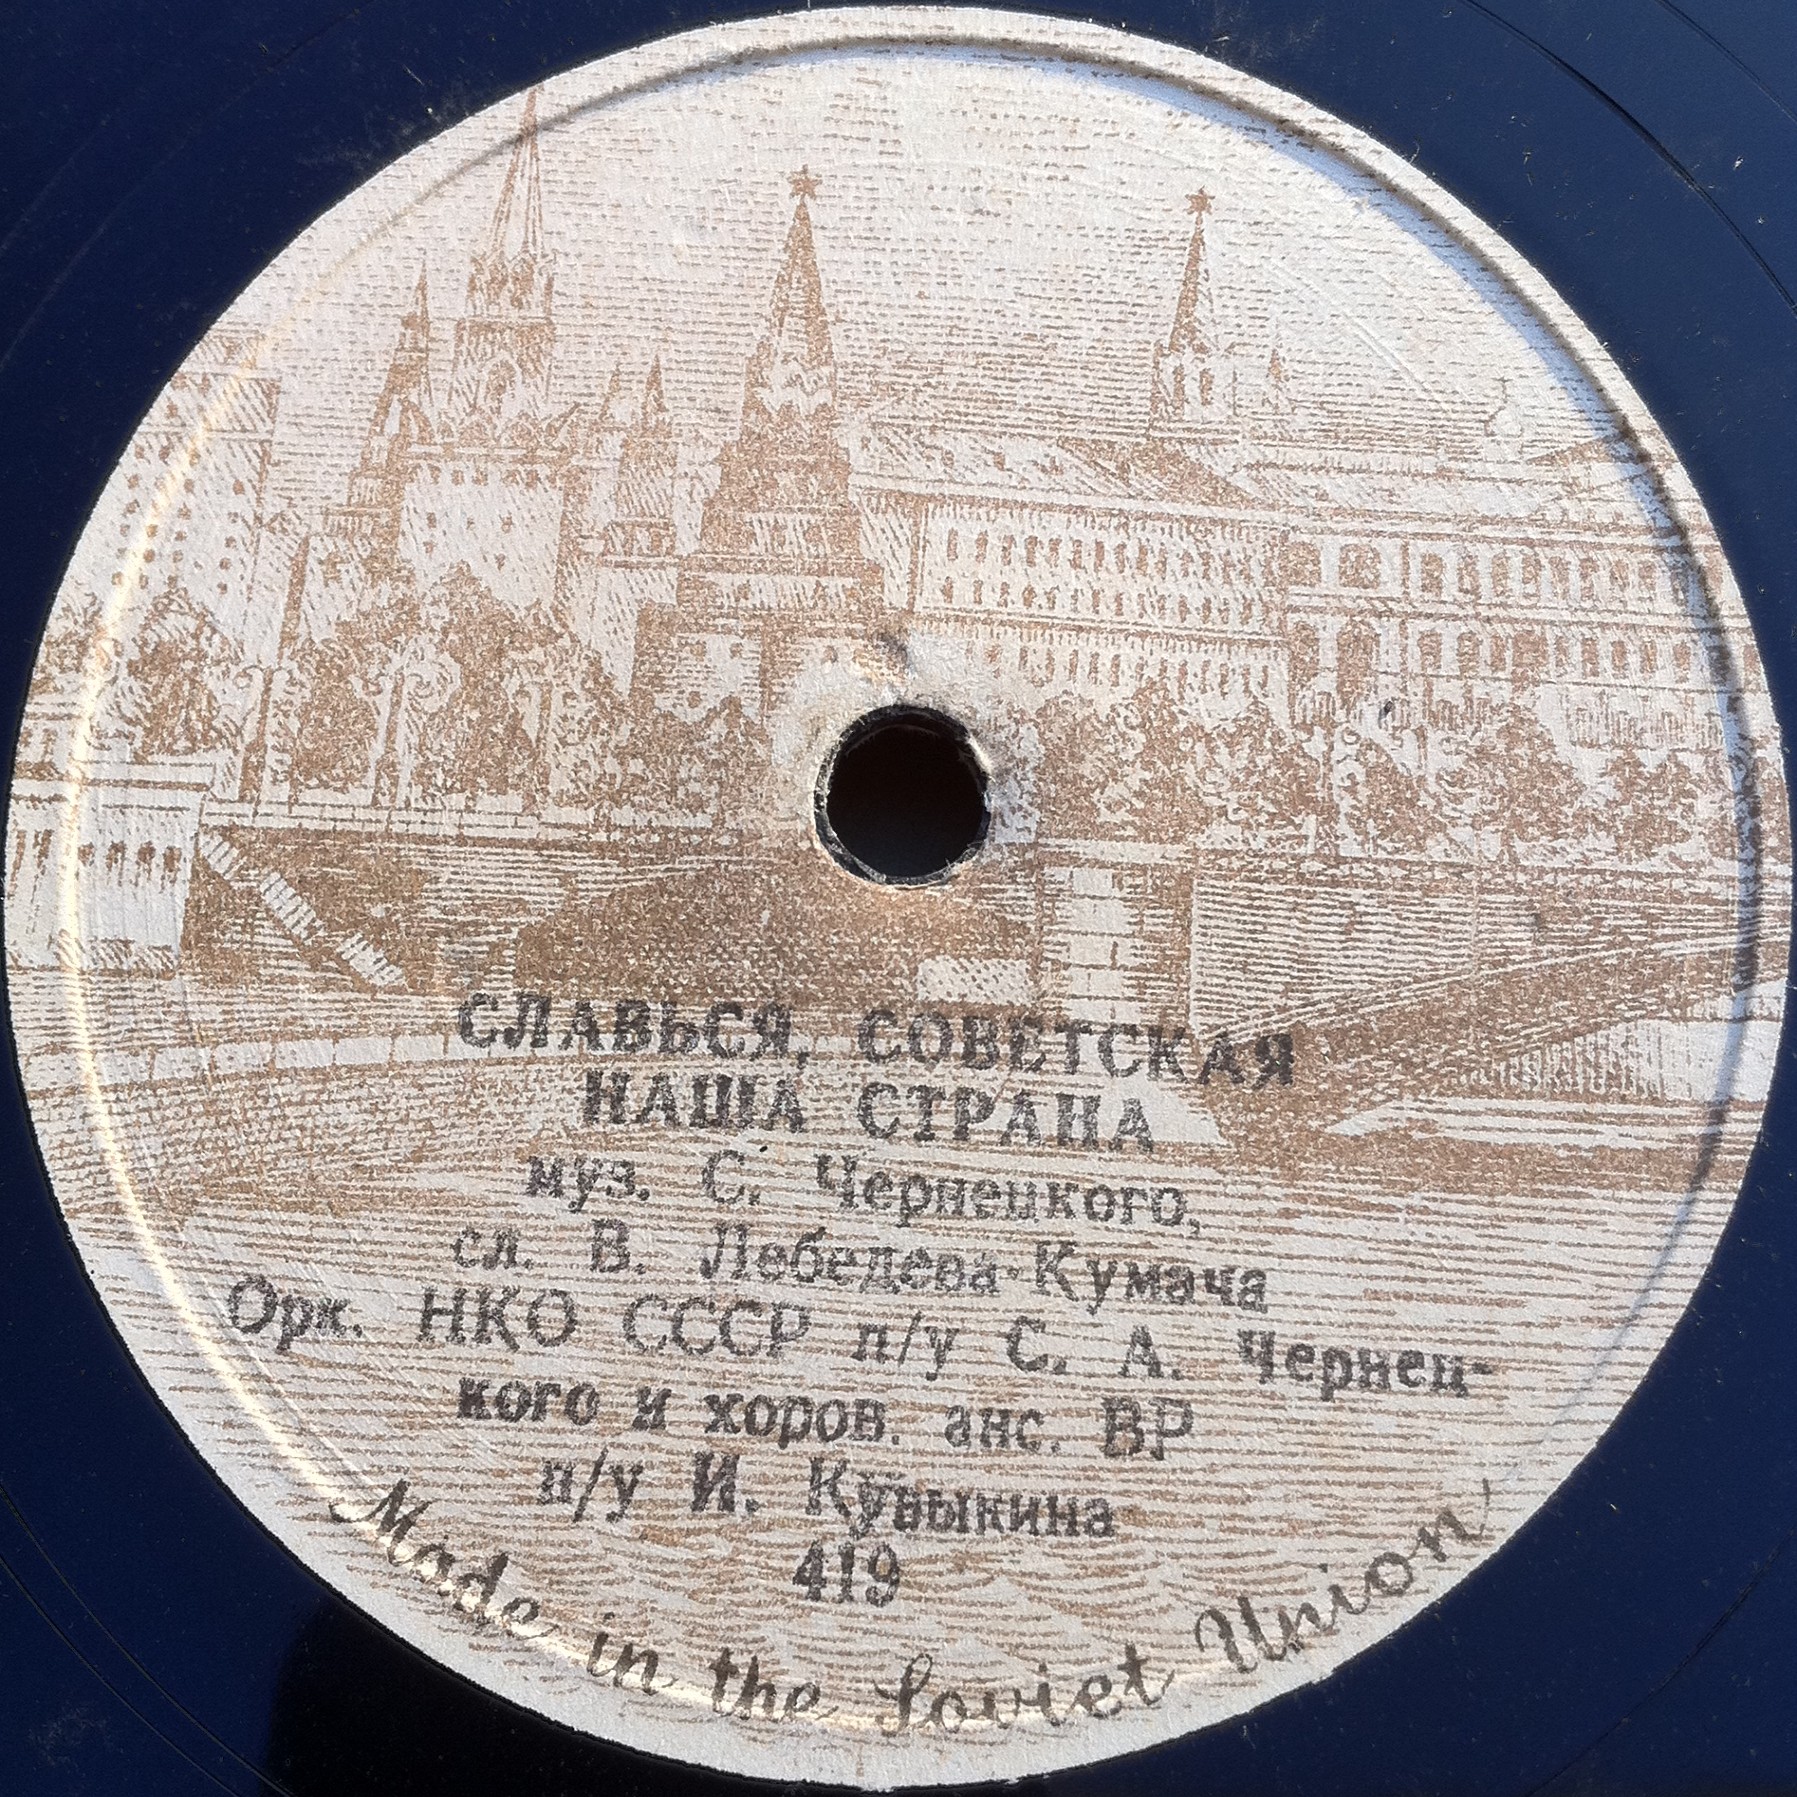 СЛАВЬСЯ, СОВЕТСКАЯ
НАША СТРАНА
муз. С. Чернецкого,
сл. В. Лебедева-Кумача
Орк. НКО СССР п/у С. А. Чернец-
кого и хоров. анс. ВР
п/у И. Кувыкина
419
Made in the Soviet Union